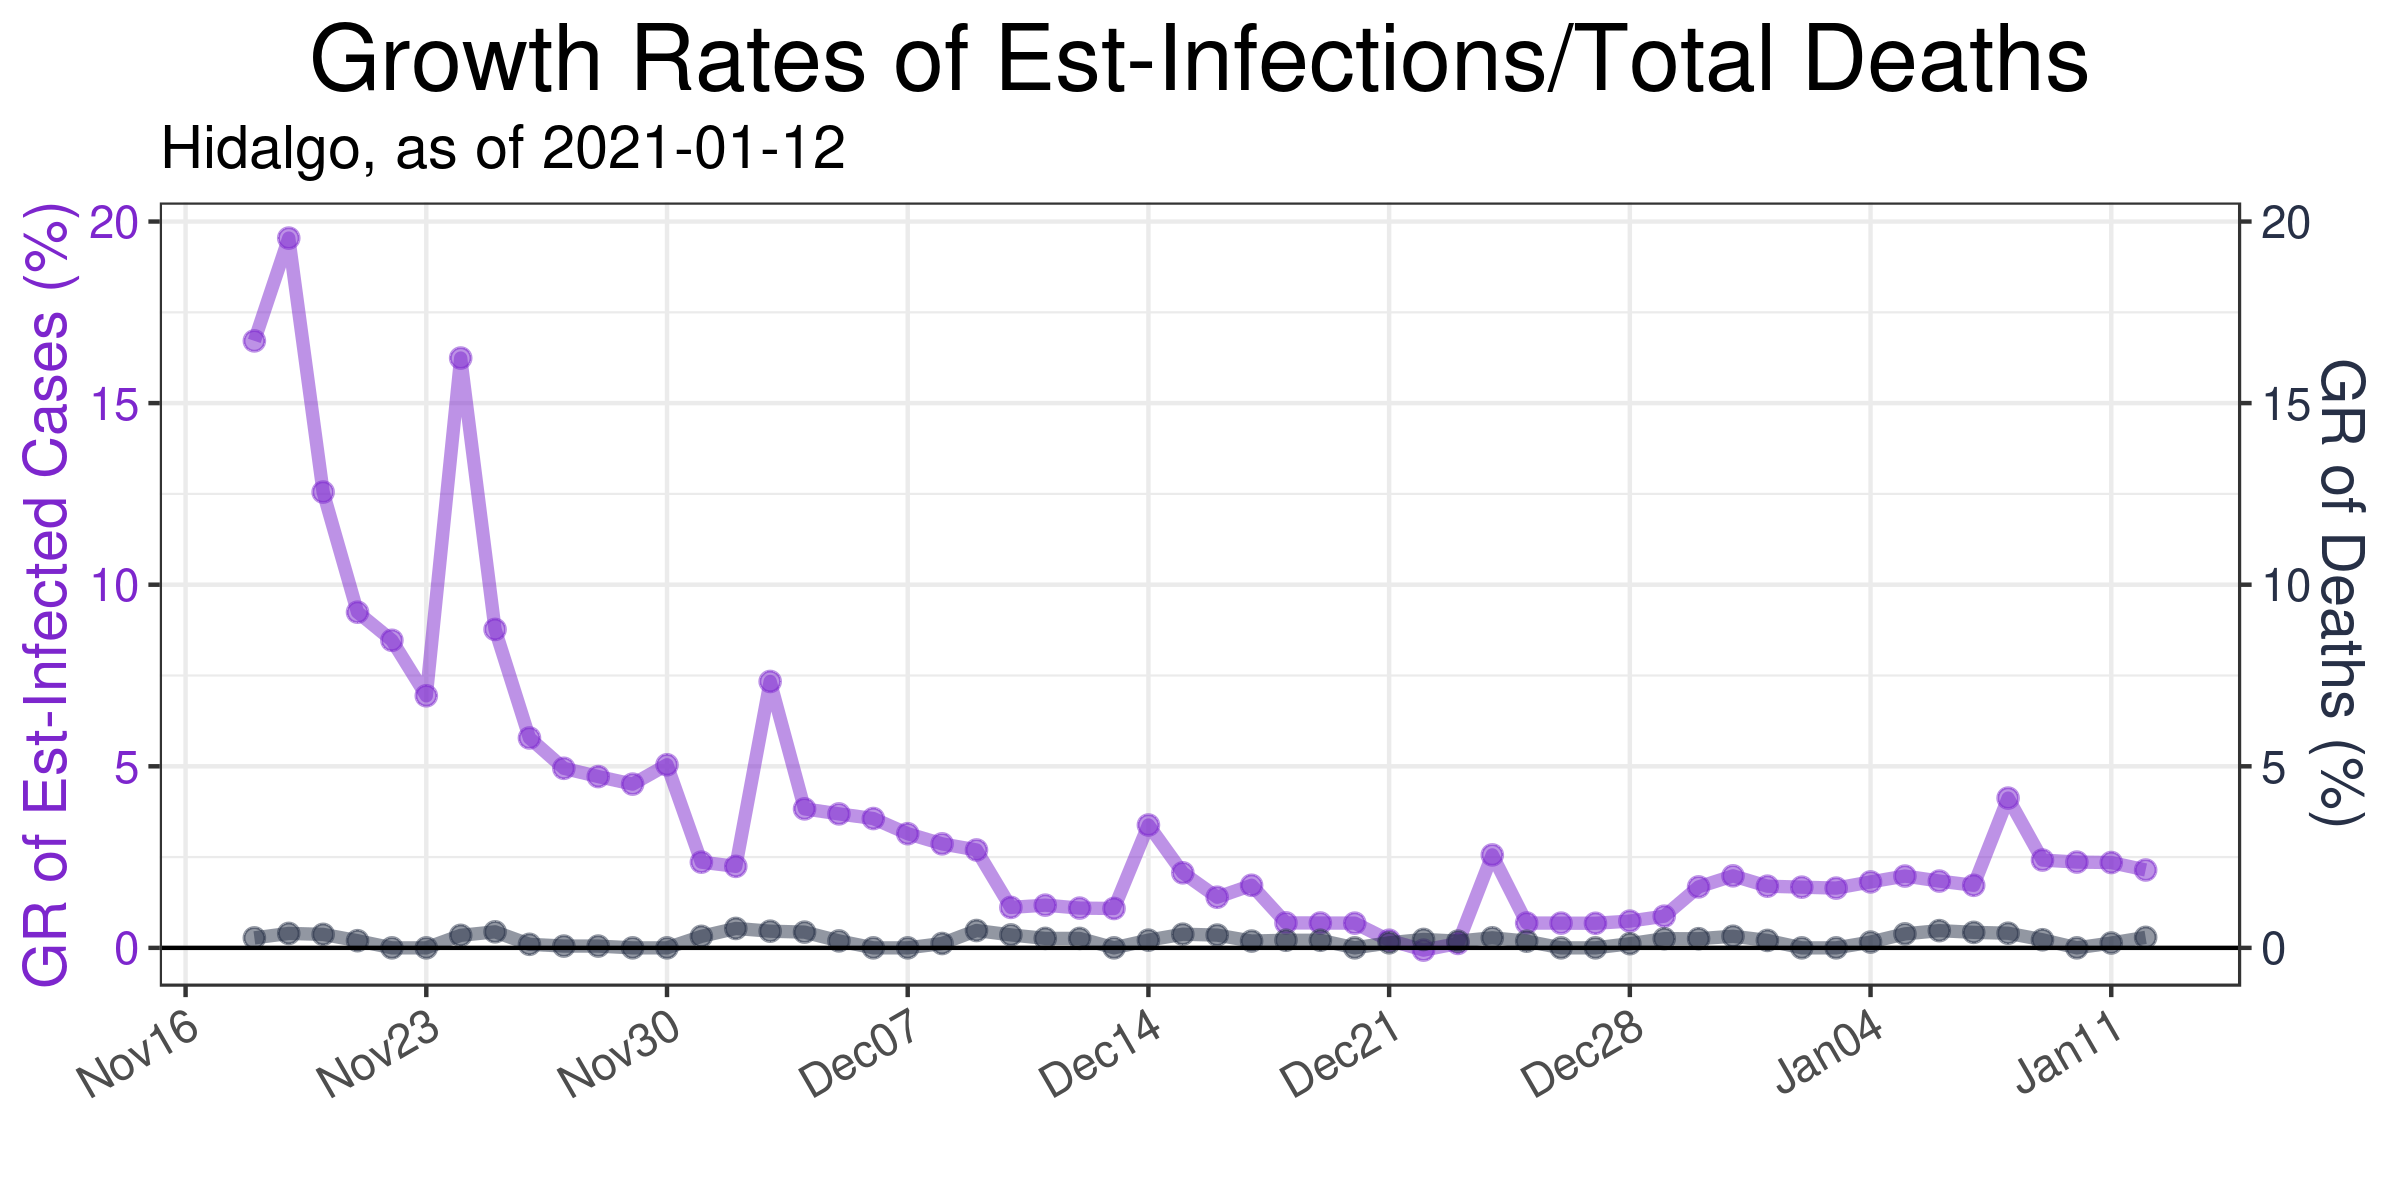 Growth Rates of Est-Infections/Total Deaths
Hidalgo, as of 2021-01-12
GR of Est-Infected Cases (%)
20
15
10
5
0
20
15
10
5
0
GR of Deaths (%)
Nov16
Nov23
Nov30
Dec07
Dec14
Dec21
Dec28
Jan04
Jan11